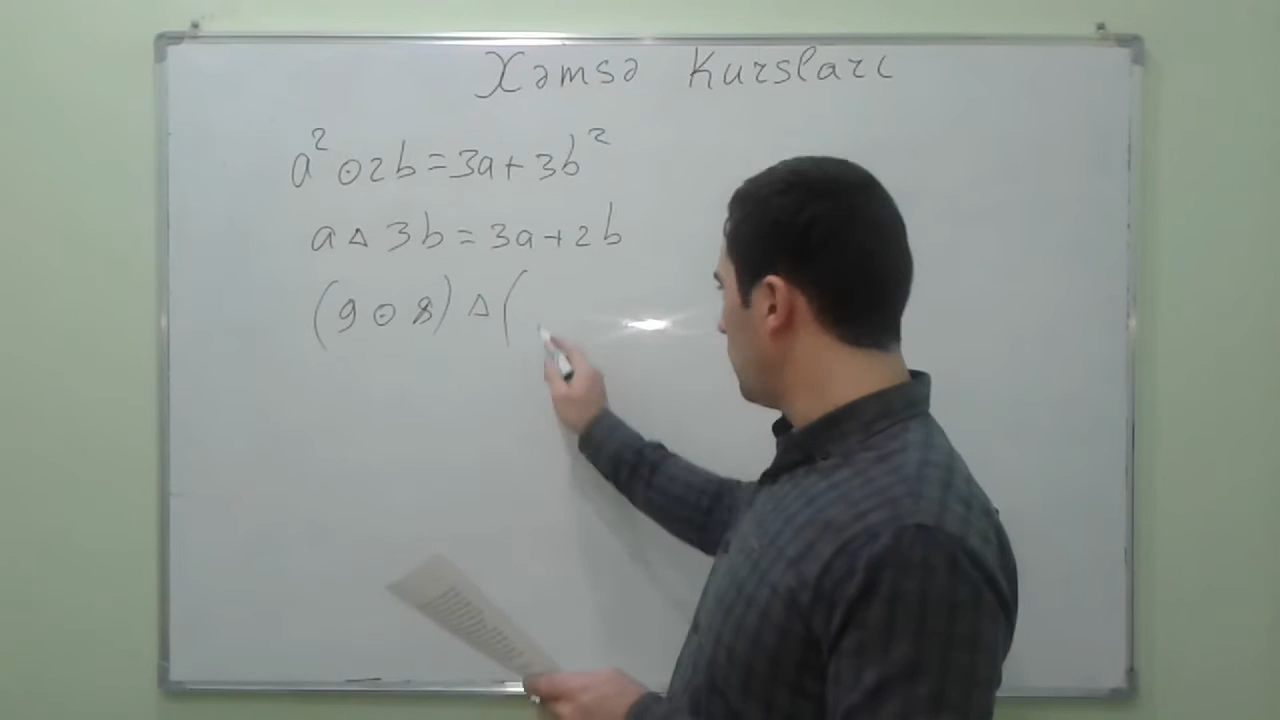 Xəmsə Kursları
a² ⊙ 2b = 3a + 3b²
a △ 3b = 3a + 2b
(9 ⊙ 8) △ (